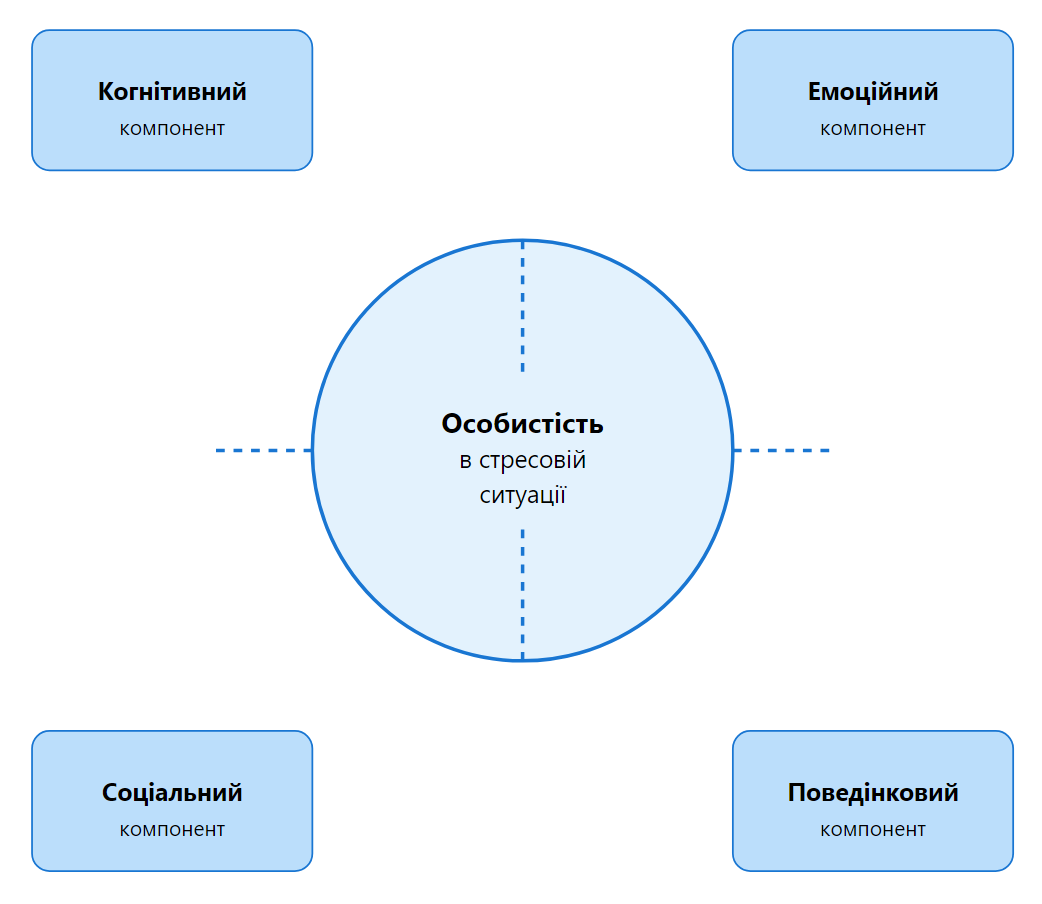 Когнітивний
компонент
Емоційний
компонент
Особистість
в стресовій
ситуації
Соціальний
компонент
Поведінковий
компонент